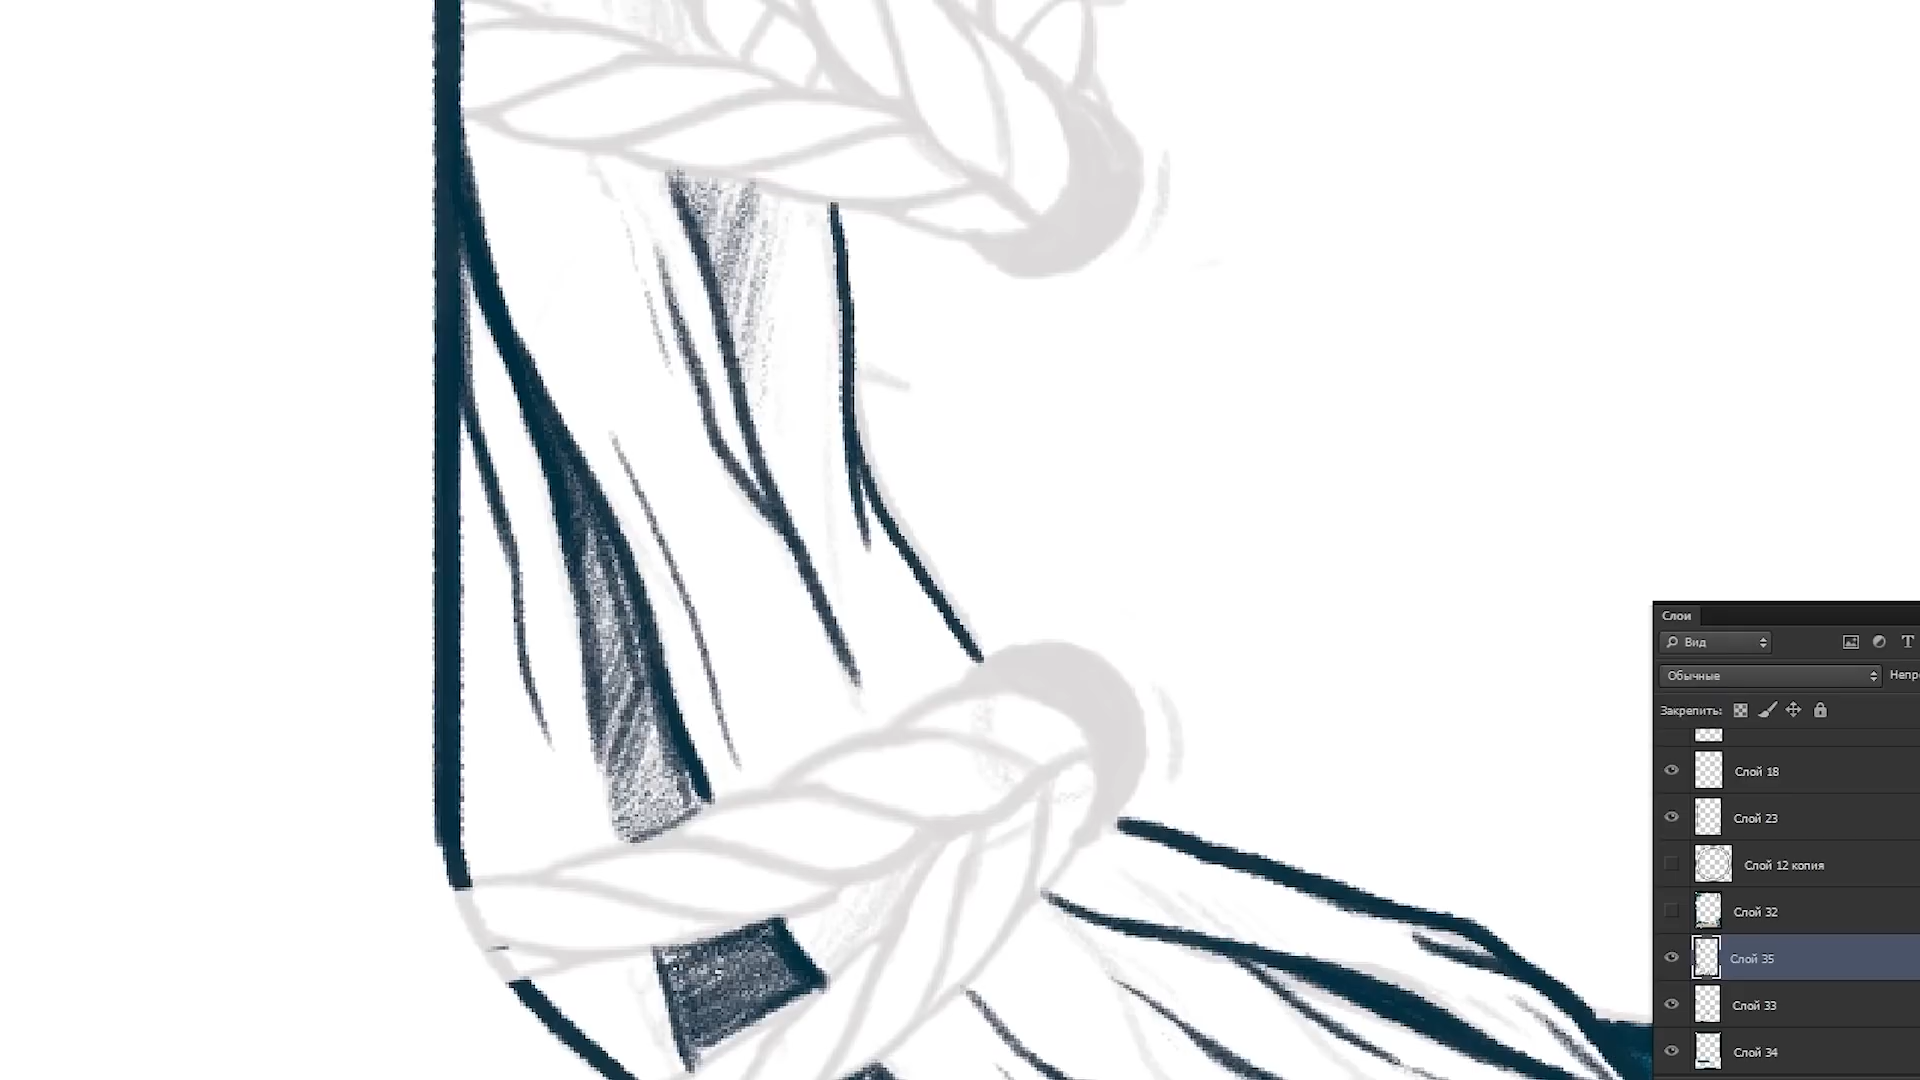 Слои
Вид
Обычные
Закрепить:
Слой 18
Слой 23
Слой 12 копия
Слой 32
Слой 35
Слой 33
Слой 34